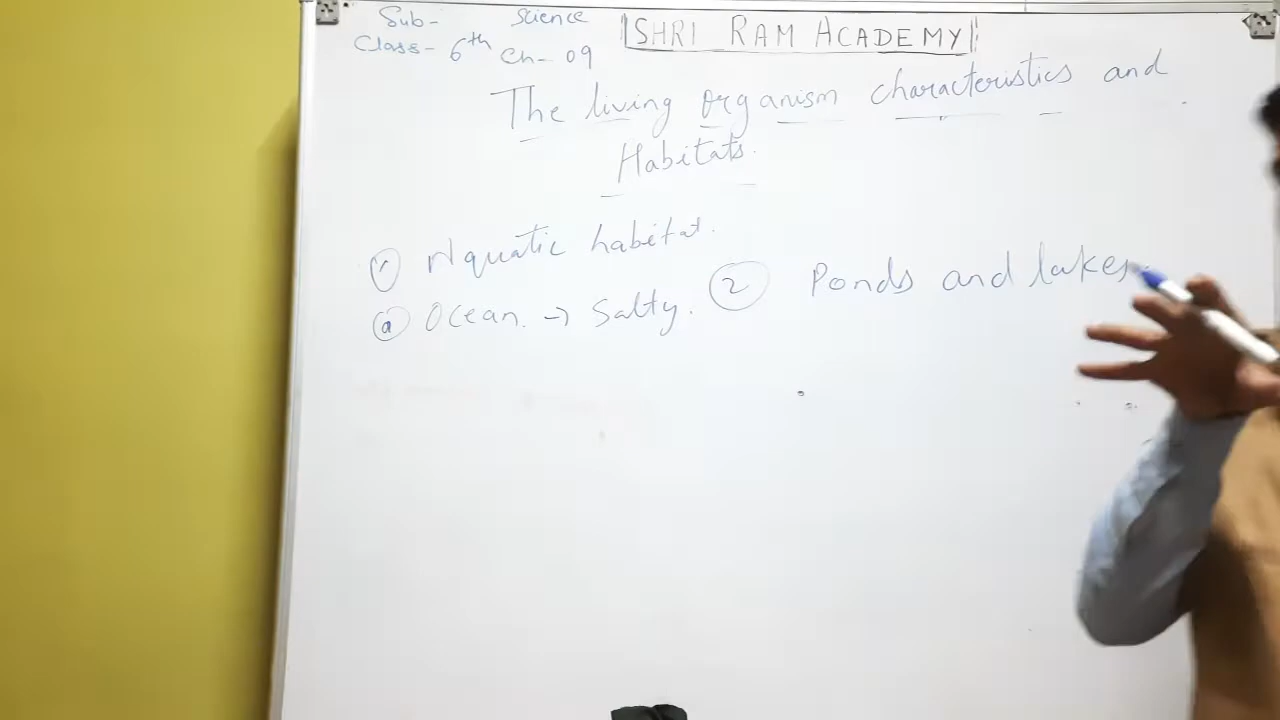 Sub- Science
Class- 6th Ch- 09
SHRI RAM ACADEMY
The living organism characteristics and
Habitats.
① Aquatic habitat.
ⓐ Ocean. → Salty.
② Ponds and lakes.